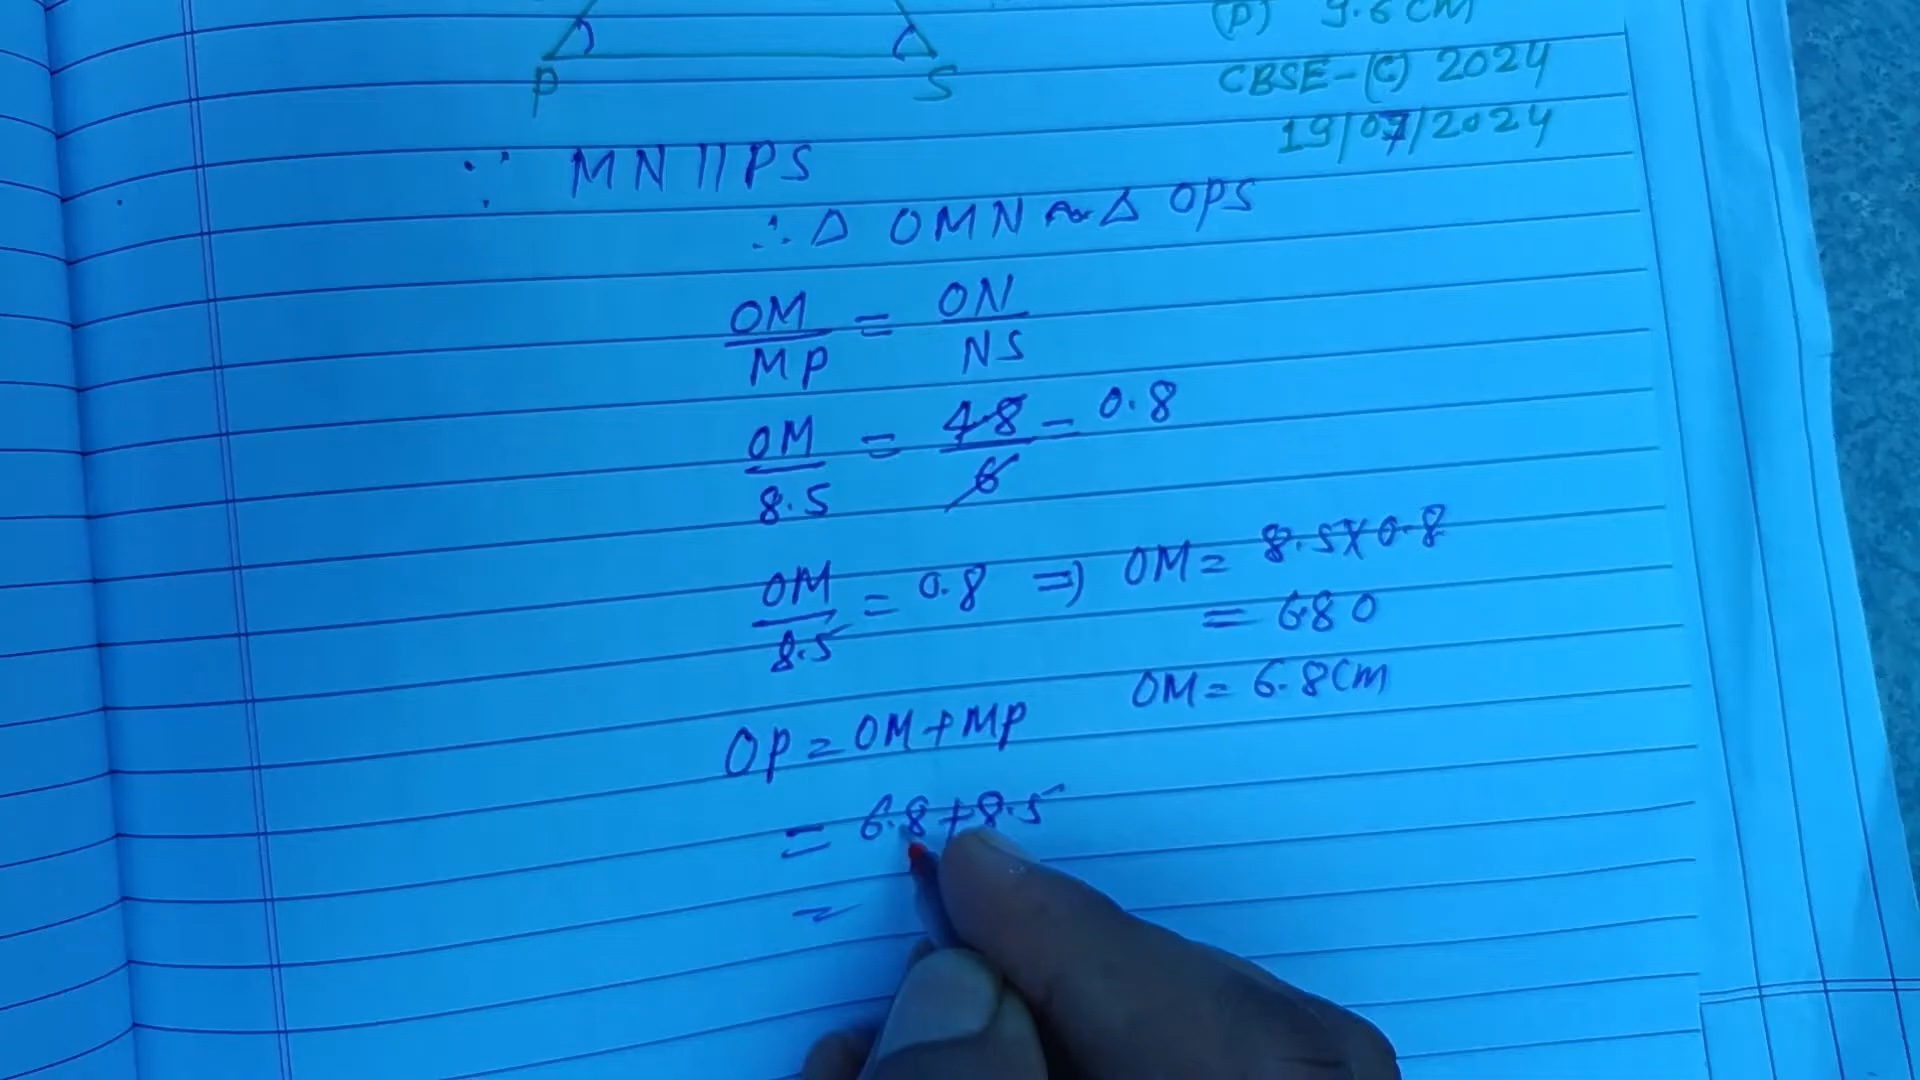 (D) 9.6 CM
P S
CBSE-(C) 2024
19/07/2024
∵ MN || PS
∴ Δ OMN ~ Δ OPS
OM/MP = ON/NS
OM/8.5 = 4.8/6 = 0.8
OM/8.5 = 0.8 ⇒ OM = 8.5×0.8
= 6.80
OM = 6.8 Cm
OP = OM + MP
= 6.8 + 8.5
=